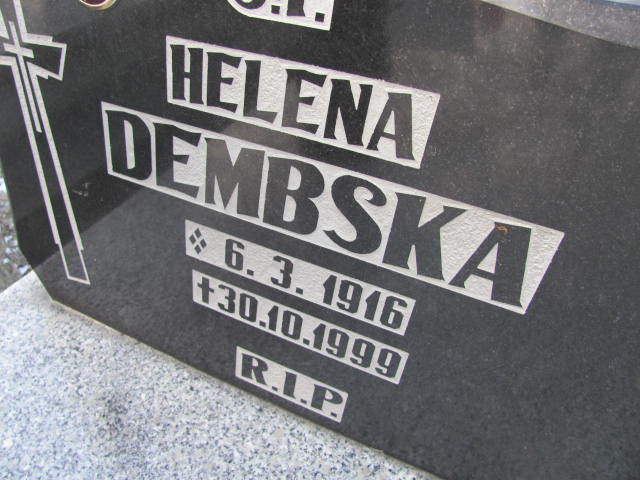 HELENA
DEMBSKA
6. 3. 1916
✝30.10.1999
R.I.P.